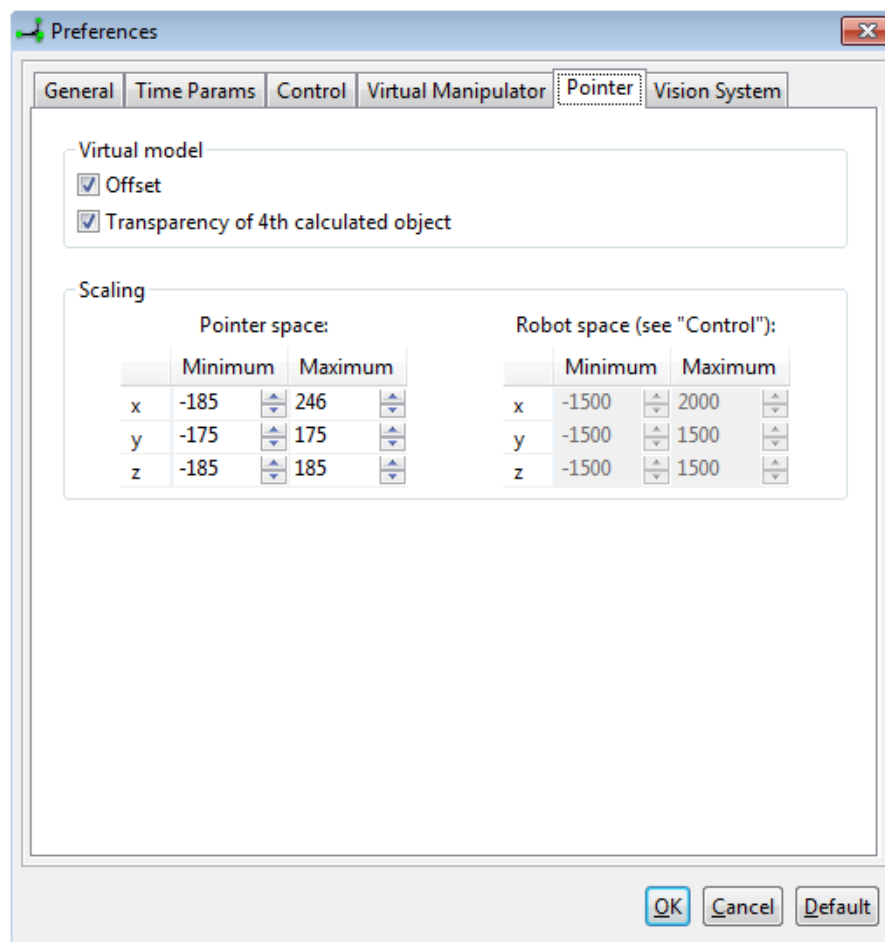 Preferences
General Time Params Control Virtual Manipulator Pointer Vision System
Virtual model
Offset
Transparency of 4th calculated object
Scaling
Pointer space: Robot space (see "Control"):
Minimum Maximum Minimum Maximum
x -185 246 x -1500 2000
y -175 175 y -1500 1500
z -185 185 z -1500 1500
OK Cancel Default